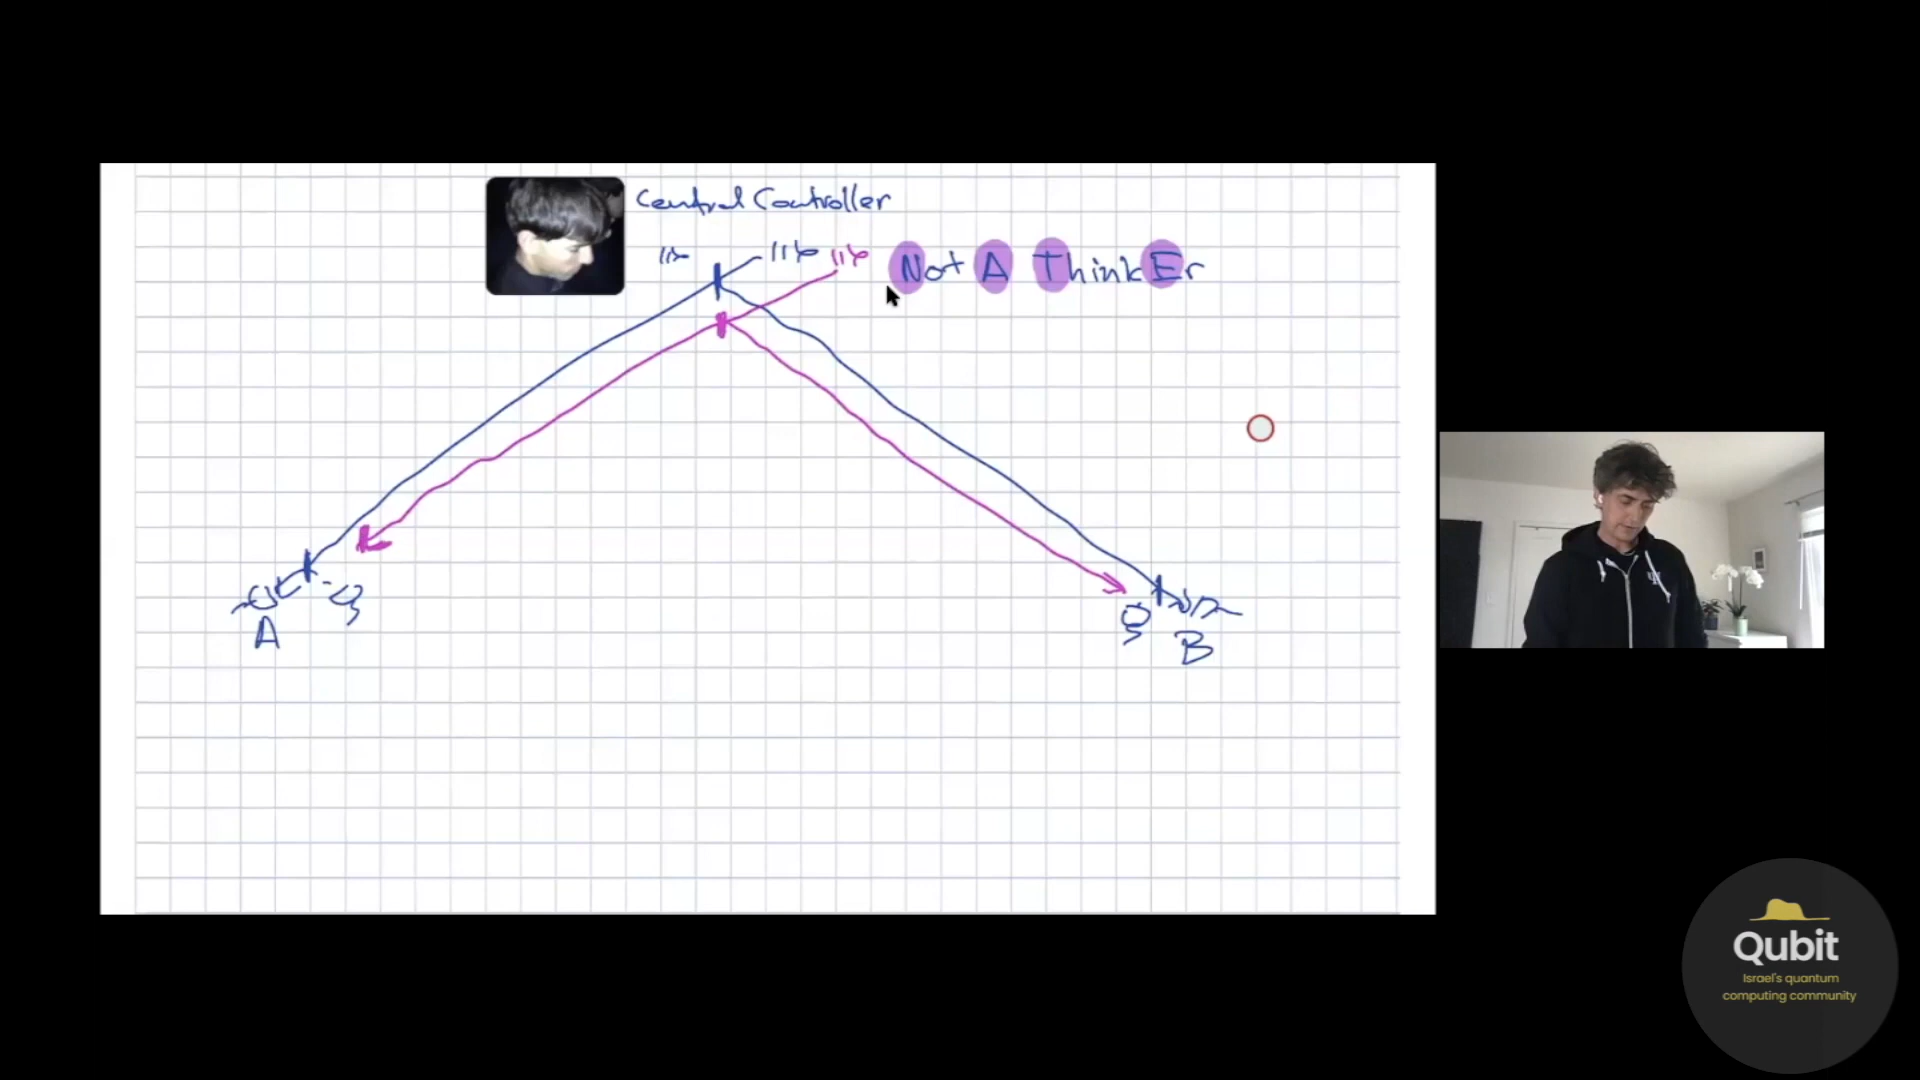 Central Controller
Not A ThinkEr
A
B
Qubit
Israel's quantum
computing community